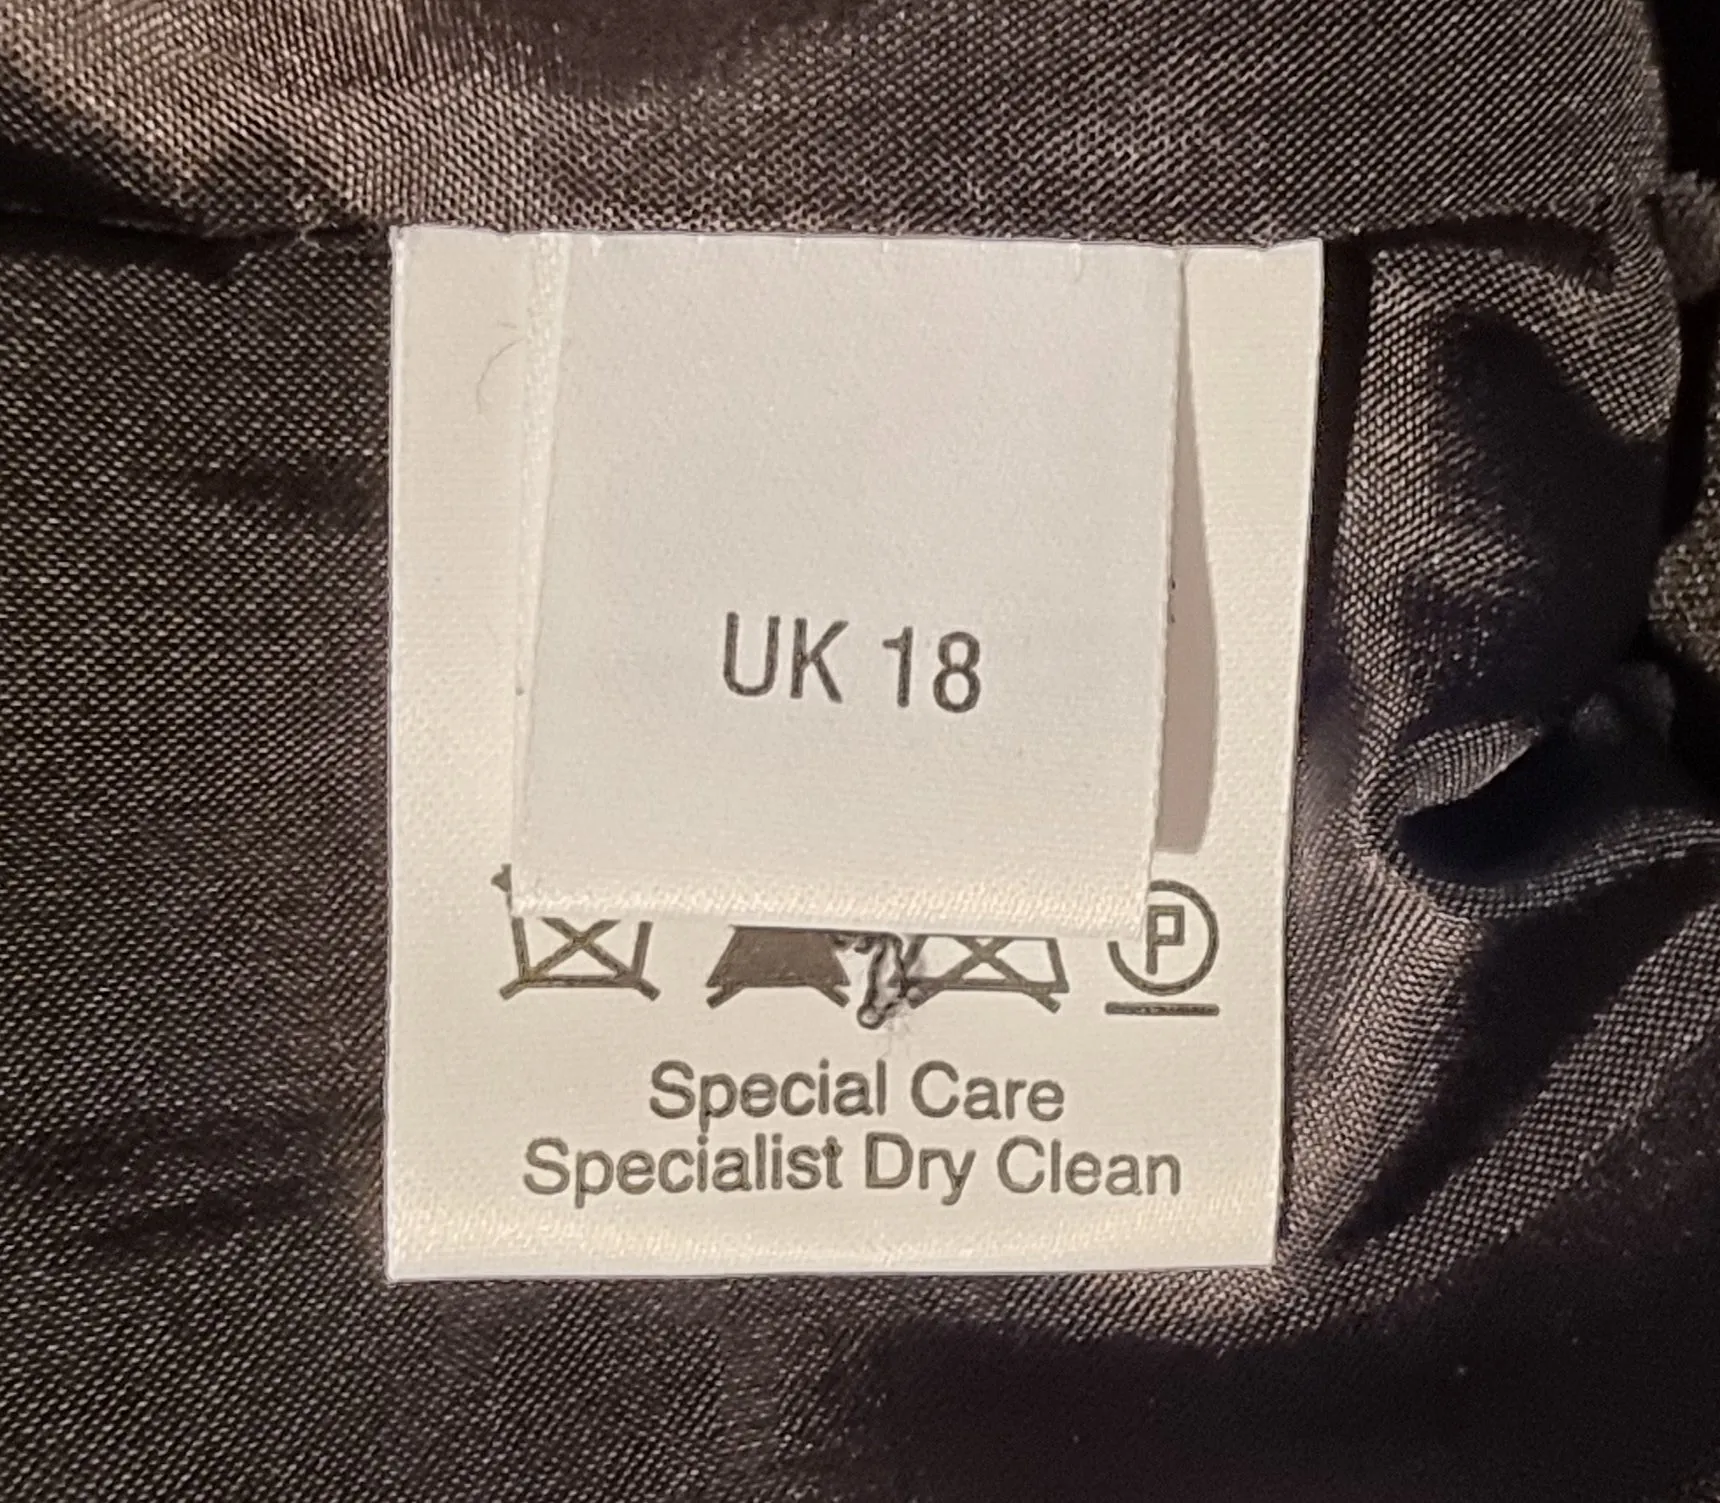 UK 18
P
Special Care
Specialist Dry Clean